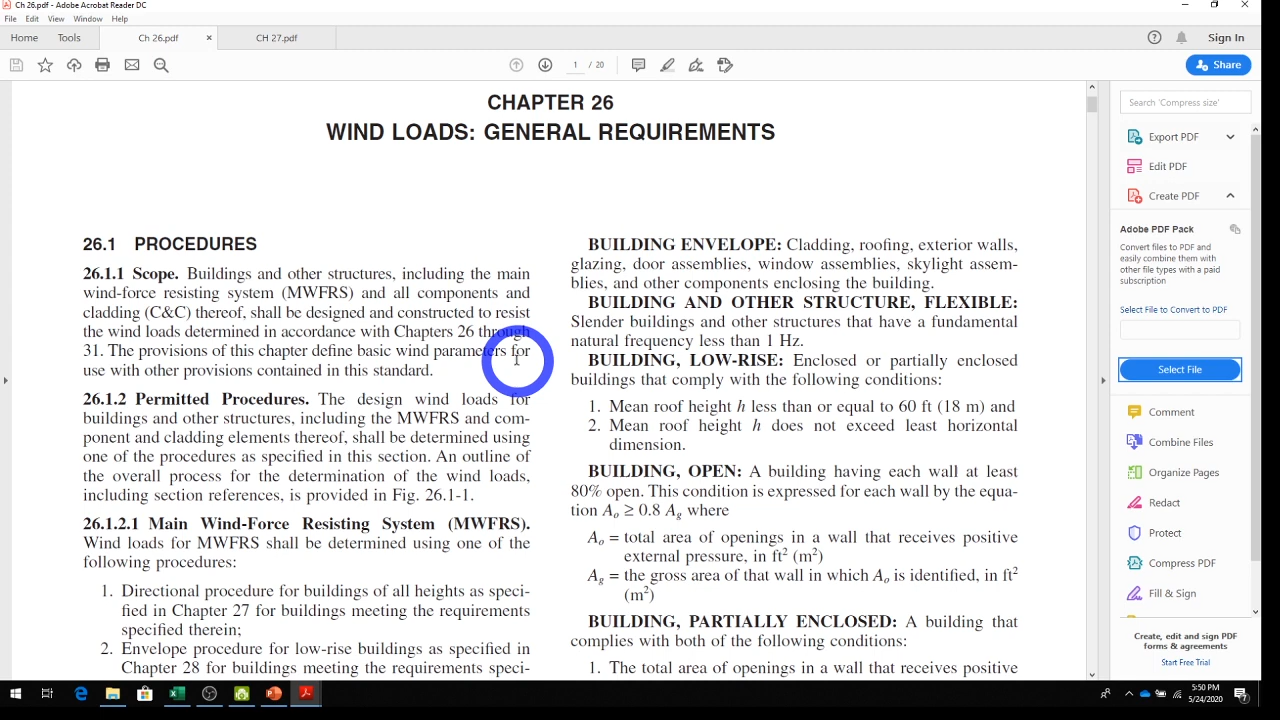 Ch 26.pdf - Adobe Acrobat Reader DC
File Edit View Window Help
Home Tools Ch 26.pdf × CH 27.pdf Sign In
1 / 20 Share
CHAPTER 26
WIND LOADS: GENERAL REQUIREMENTS
26.1 PROCEDURES
26.1.1 Scope. Buildings and other structures, including the main
wind-force resisting system (MWFRS) and all components and
cladding (C&C) thereof, shall be designed and constructed to resist
the wind loads determined in accordance with Chapters 26 through
31. The provisions of this chapter define basic wind parameters for
use with other provisions contained in this standard.
26.1.2 Permitted Procedures. The design wind loads for
buildings and other structures, including the MWFRS and com-
ponent and cladding elements thereof, shall be determined using
one of the procedures as specified in this section. An outline of
the overall process for the determination of the wind loads,
including section references, is provided in Fig. 26.1-1.
26.1.2.1 Main Wind-Force Resisting System (MWFRS).
Wind loads for MWFRS shall be determined using one of the
following procedures:
1. Directional procedure for buildings of all heights as speci-
fied in Chapter 27 for buildings meeting the requirements
specified therein;
2. Envelope procedure for low-rise buildings as specified in
Chapter 28 for buildings meeting the requirements speci-
BUILDING ENVELOPE: Cladding, roofing, exterior walls,
glazing, door assemblies, window assemblies, skylight assem-
blies, and other components enclosing the building.
BUILDING AND OTHER STRUCTURE, FLEXIBLE:
Slender buildings and other structures that have a fundamental
natural frequency less than 1 Hz.
BUILDING, LOW-RISE: Enclosed or partially enclosed
buildings that comply with the following conditions:
1. Mean roof height h less than or equal to 60 ft (18 m) and
2. Mean roof height h does not exceed least horizontal
dimension.
BUILDING, OPEN: A building having each wall at least
80% open. This condition is expressed for each wall by the equa-
tion Ao ≥ 0.8 Ag where
Ao = total area of openings in a wall that receives positive
external pressure, in ft² (m²)
Ag = the gross area of that wall in which Ao is identified, in ft²
(m²)
BUILDING, PARTIALLY ENCLOSED: A building that
complies with both of the following conditions:
1. The total area of openings in a wall that receives positive
Search 'Compress size'
Export PDF
Edit PDF
Create PDF
Adobe PDF Pack
Convert files to PDF and
easily combine them with
other file types with a paid
subscription
Select File to Convert to PDF
Select File
Comment
Combine Files
Organize Pages
Redact
Protect
Compress PDF
Fill & Sign
Create, edit and sign PDF
forms & agreements
Start Free Trial
5:50 PM
5/24/2020